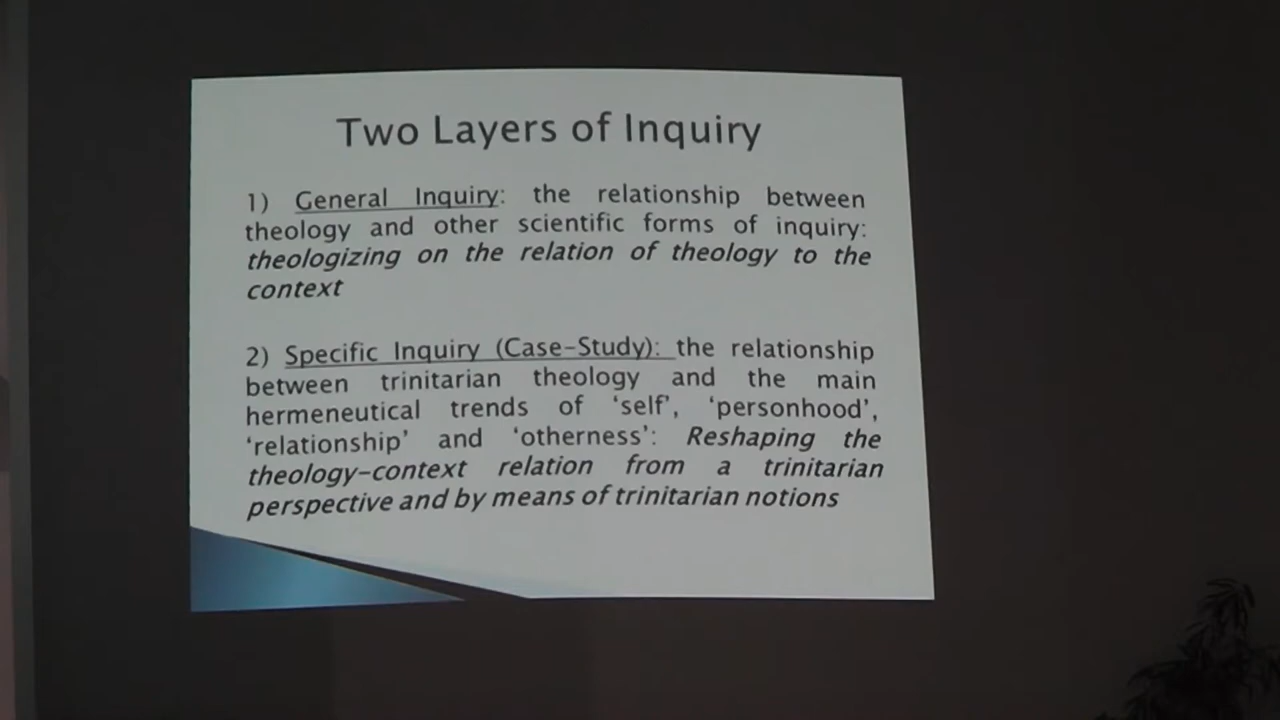 Two Layers of Inquiry
1) General Inquiry: the relationship between
theology and other scientific forms of inquiry:
theologizing on the relation of theology to the
context
2) Specific Inquiry (Case-Study): the relationship
between trinitarian theology and the main
hermeneutical trends of ‘self’, ‘personhood’,
‘relationship’ and ‘otherness’: Reshaping the
theology-context relation from a trinitarian
perspective and by means of trinitarian notions